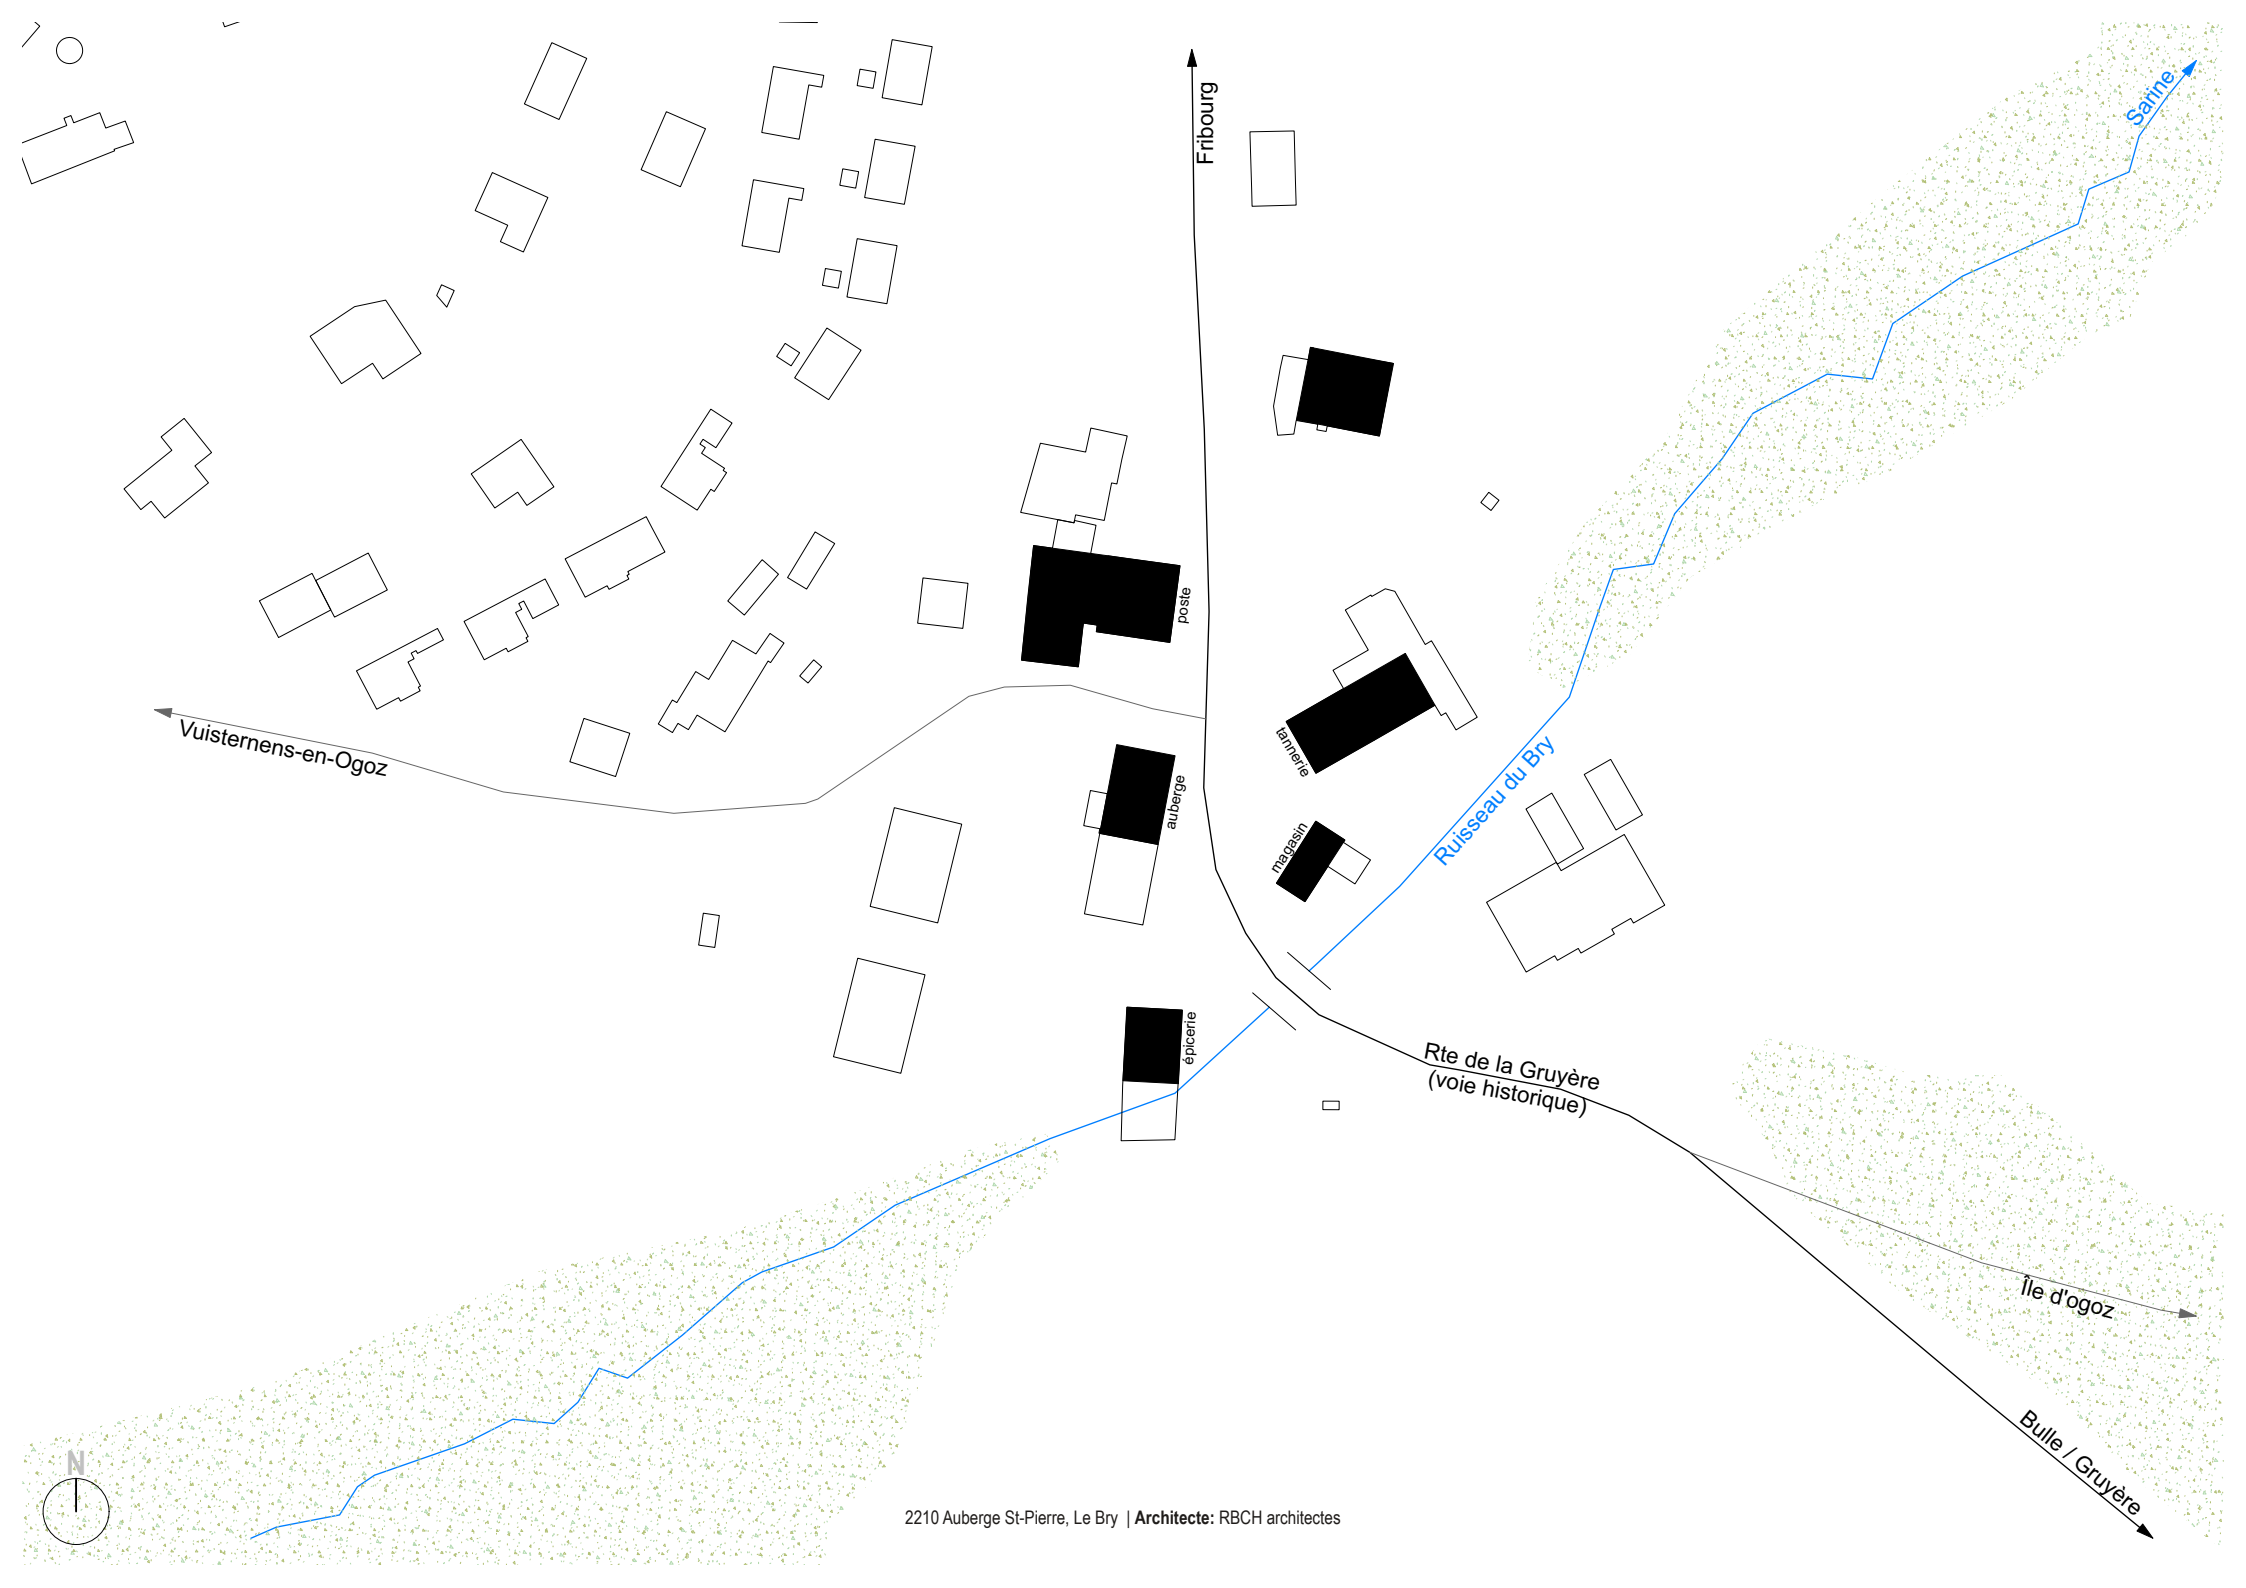 Sarine
Fribourg
poste
Vuisternens-en-Ogoz
tannerie
auberge
Ruisseau du Bry
magasin
épicerie
Rte de la Gruyère
(voie historique)
Île d'ogoz
Bulle / Gruyère
N
2210 Auberge St-Pierre, Le Bry | Architecte: RBCH architectes